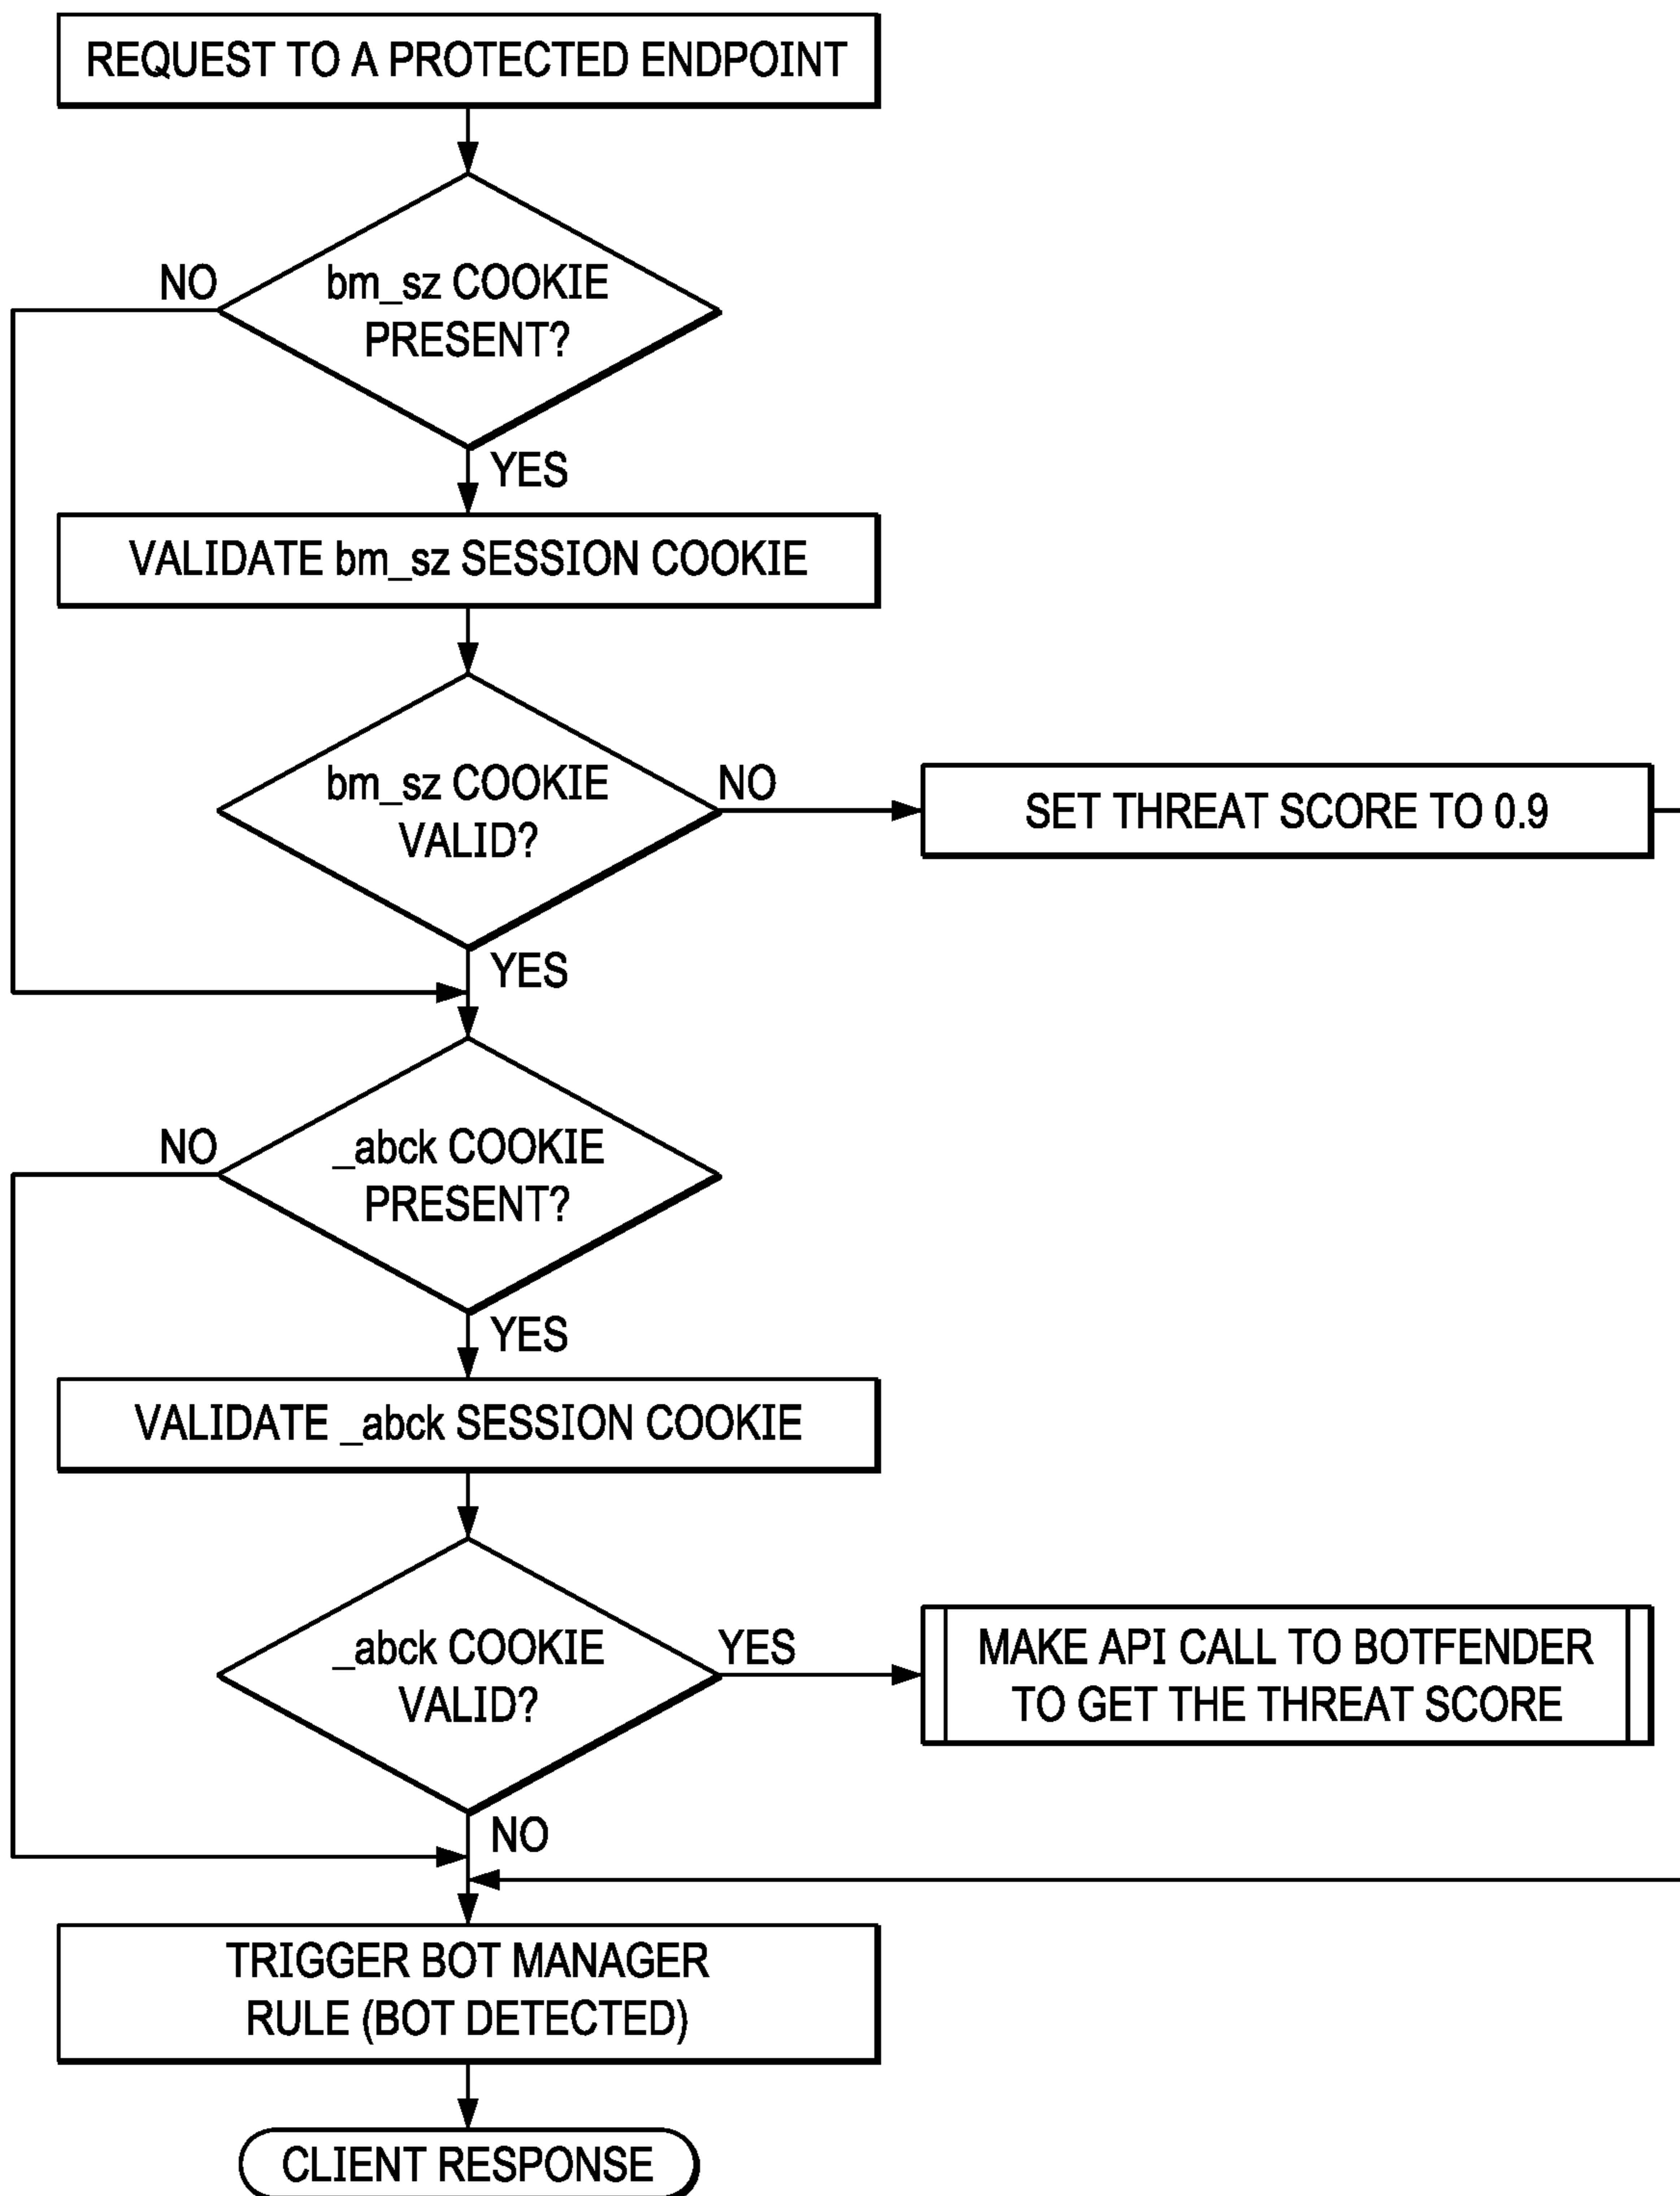 REQUEST TO A PROTECTED ENDPOINT
NO
bm_sz COOKIE
PRESENT?
YES
VALIDATE bm_sz SESSION COOKIE
bm_sz COOKIE
VALID?
NO
SET THREAT SCORE TO 0.9
YES
NO
_abck COOKIE
PRESENT?
YES
VALIDATE _abck SESSION COOKIE
_abck COOKIE
VALID?
YES
MAKE API CALL TO BOTFENDER
TO GET THE THREAT SCORE
NO
TRIGGER BOT MANAGER
RULE (BOT DETECTED)
CLIENT RESPONSE